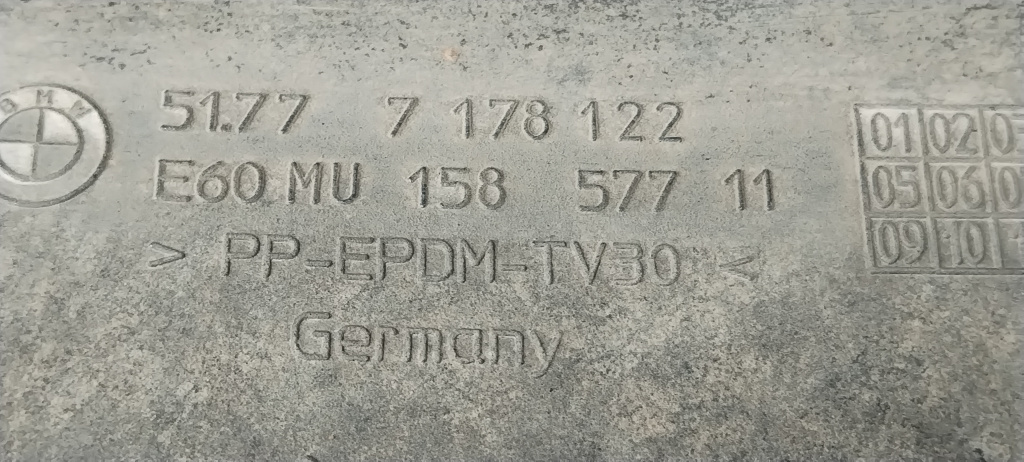 BMW
51.77 7 178 122
E60 MU 158 577 11
> PP-EPDM-TV30 <
Germany
01 02 03
05 06
09 10